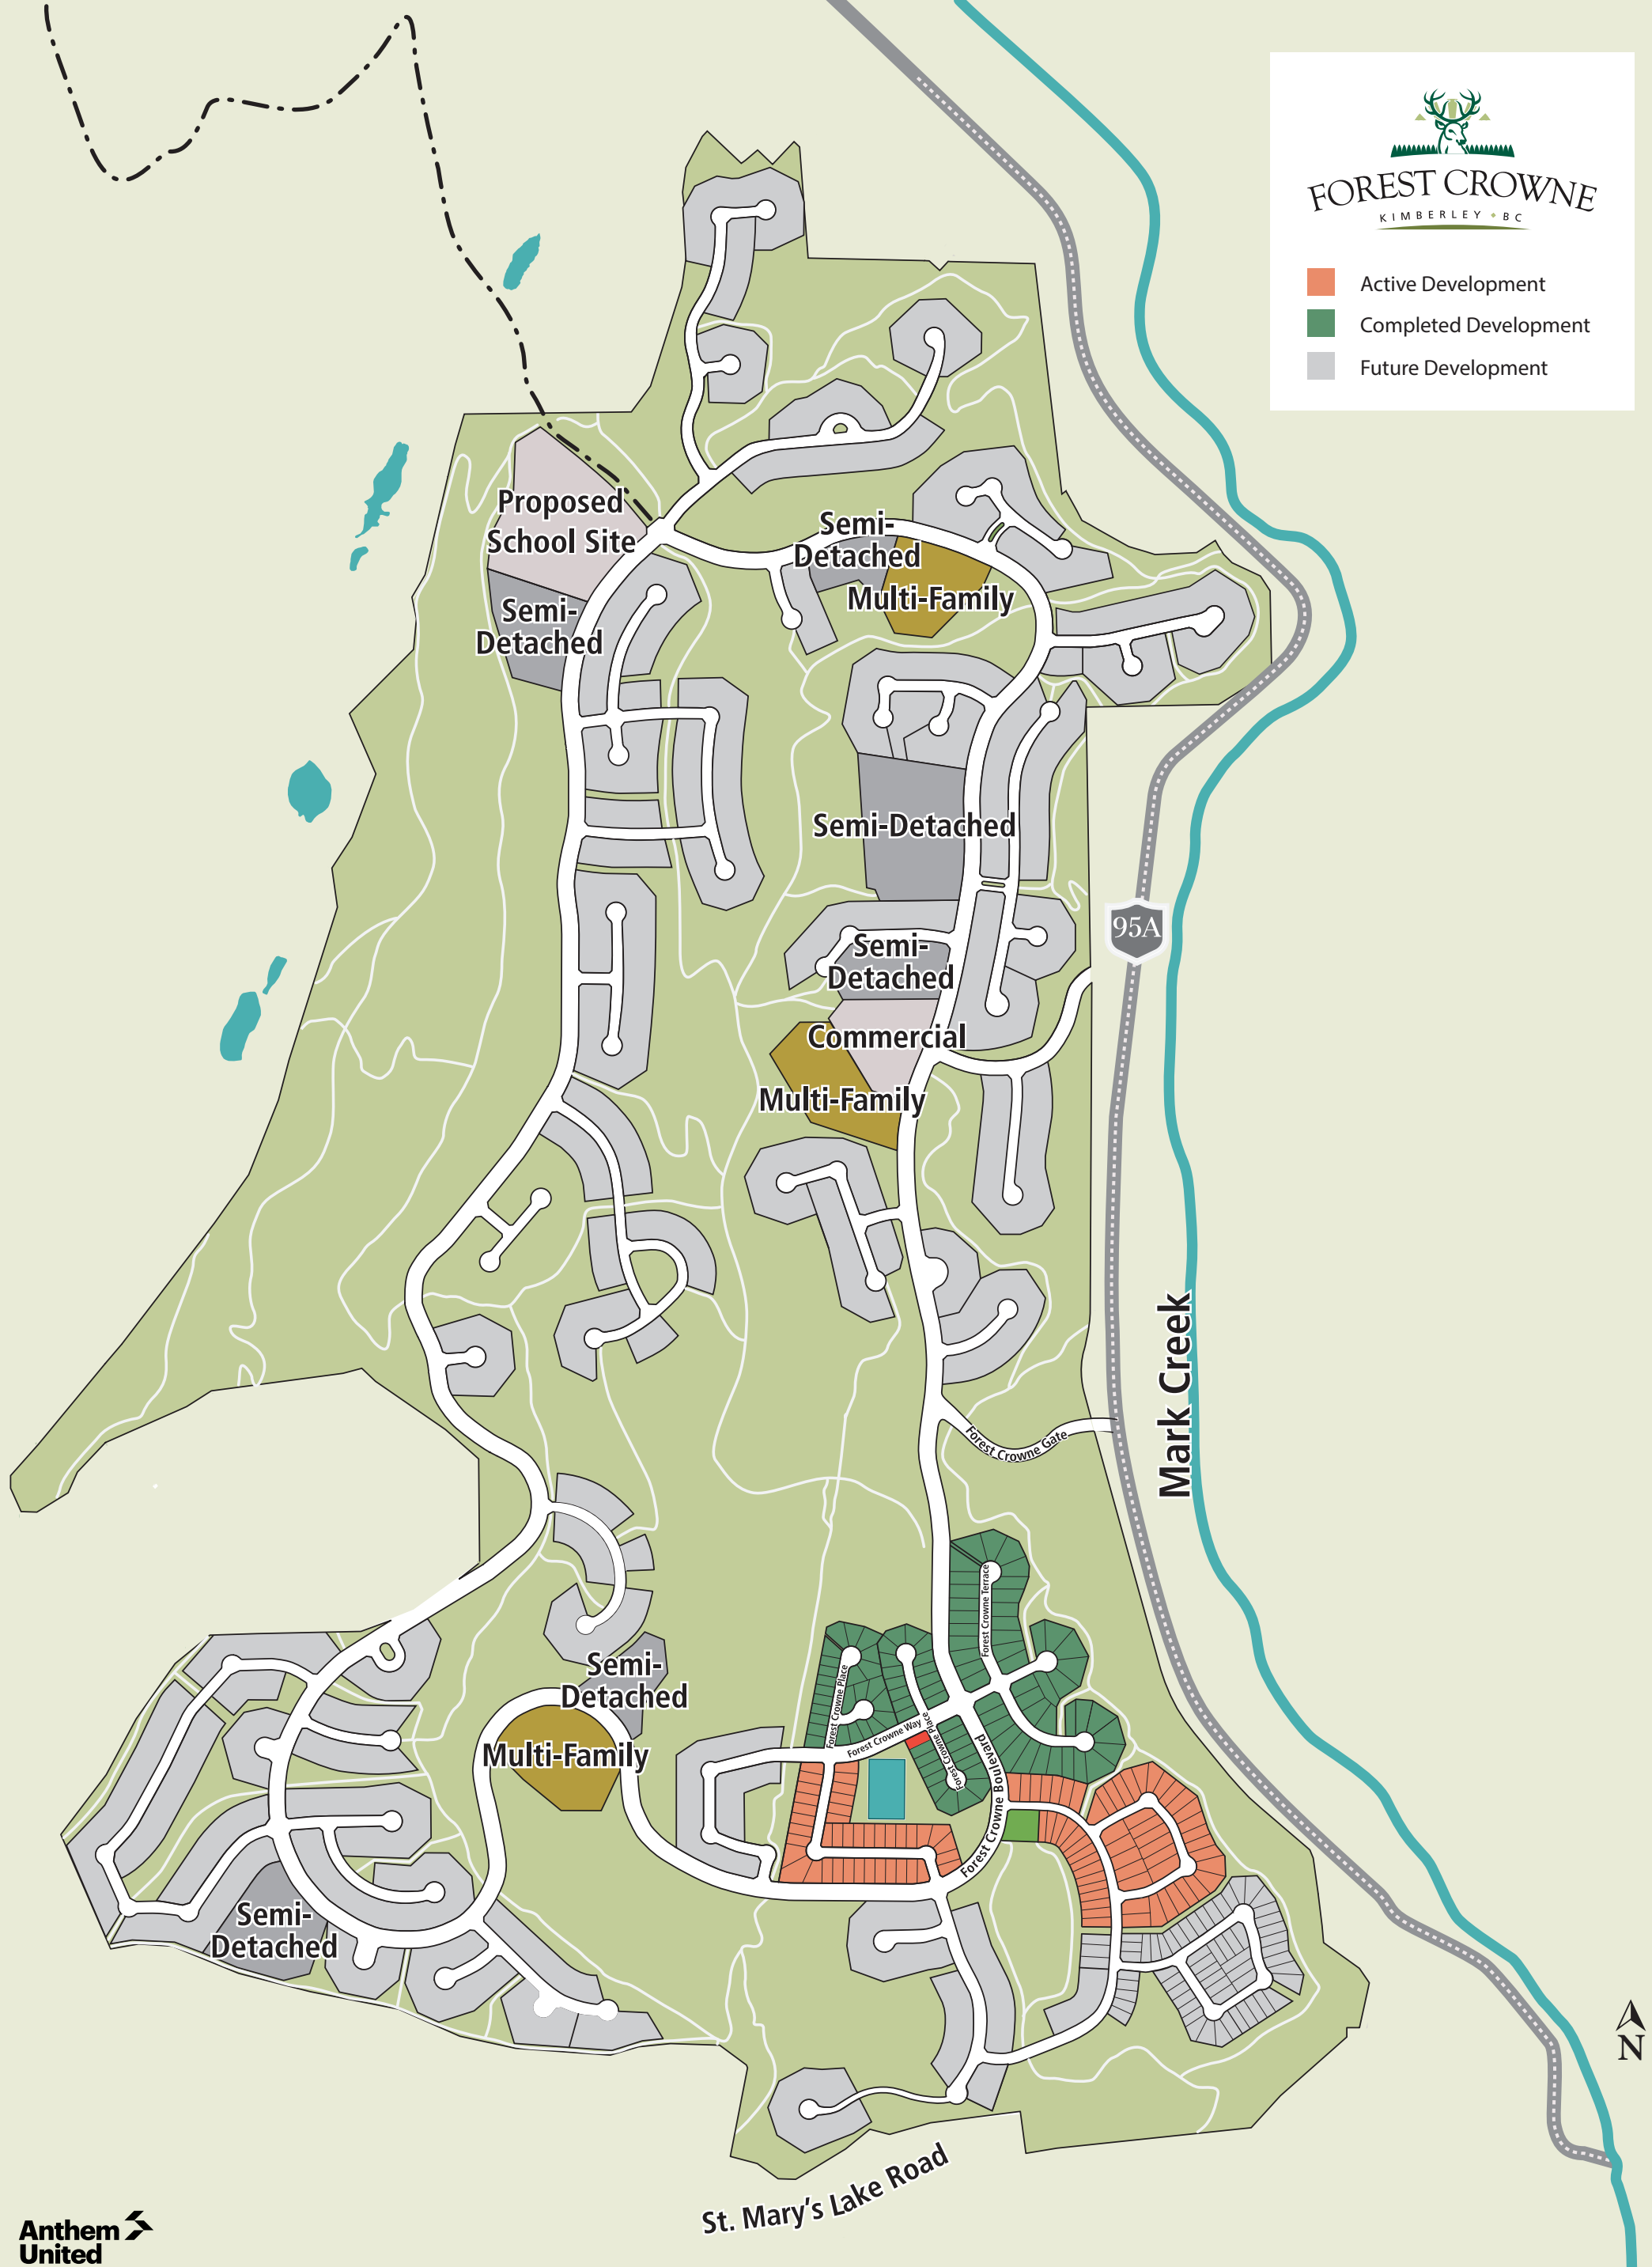 FOREST CROWNE
KIMBERLEY • BC
Active Development
Completed Development
Future Development
Proposed
School Site
Semi-
Detached
Multi-Family
Semi-
Detached
Semi-Detached
95A
Semi-
Detached
Commercial
Multi-Family
Mark Creek
Forest Crowne Gate
Forest Crowne Terrace
Semi-
Detached
Forest Crowne Place
Forest Crowne Way
Forest Crowne Place
Forest Crowne Boulevard
Multi-Family
Forest Crowne Boulevard
Semi-
Detached
N
St. Mary's Lake Road
Anthem
United